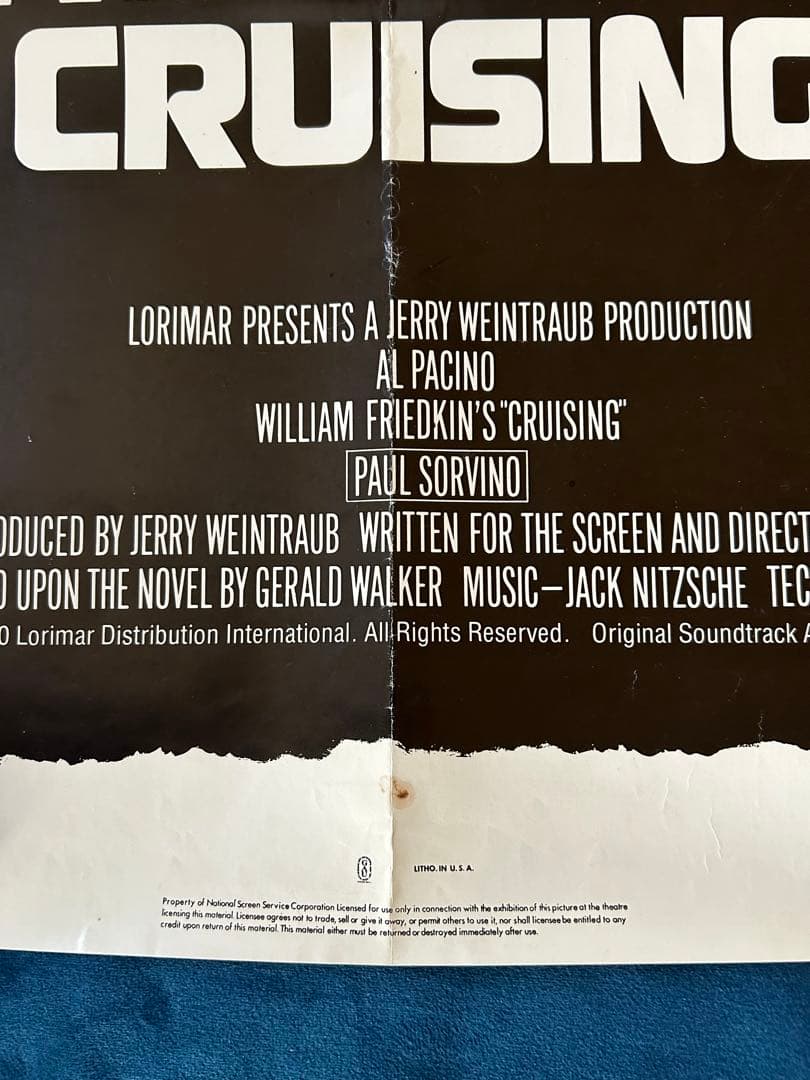 CRUISING
LORIMAR PRESENTS A JERRY WEINTRAUB PRODUCTION
AL PACINO
WILLIAM FRIEDKIN'S "CRUISING"
PAUL SORVINO
ODUCED BY JERRY WEINTRAUB WRITTEN FOR THE SCREEN AND DIRECT
D UPON THE NOVEL BY GERALD WALKER MUSIC—JACK NITZSCHE TEC
0 Lorimar Distribution International. All Rights Reserved. Original Soundtrack A
LITHO. IN U.S.A.
Property of National Screen Service Corporation Licensed for use only in connection with the exhibition of this picture at the theatre
licensing this material. Licensee agrees not to trade, sell or give it away, or permit others to use it, nor shall licensee be entitled to any
credit upon return of this material. This material either must be returned or destroyed immediately after use.